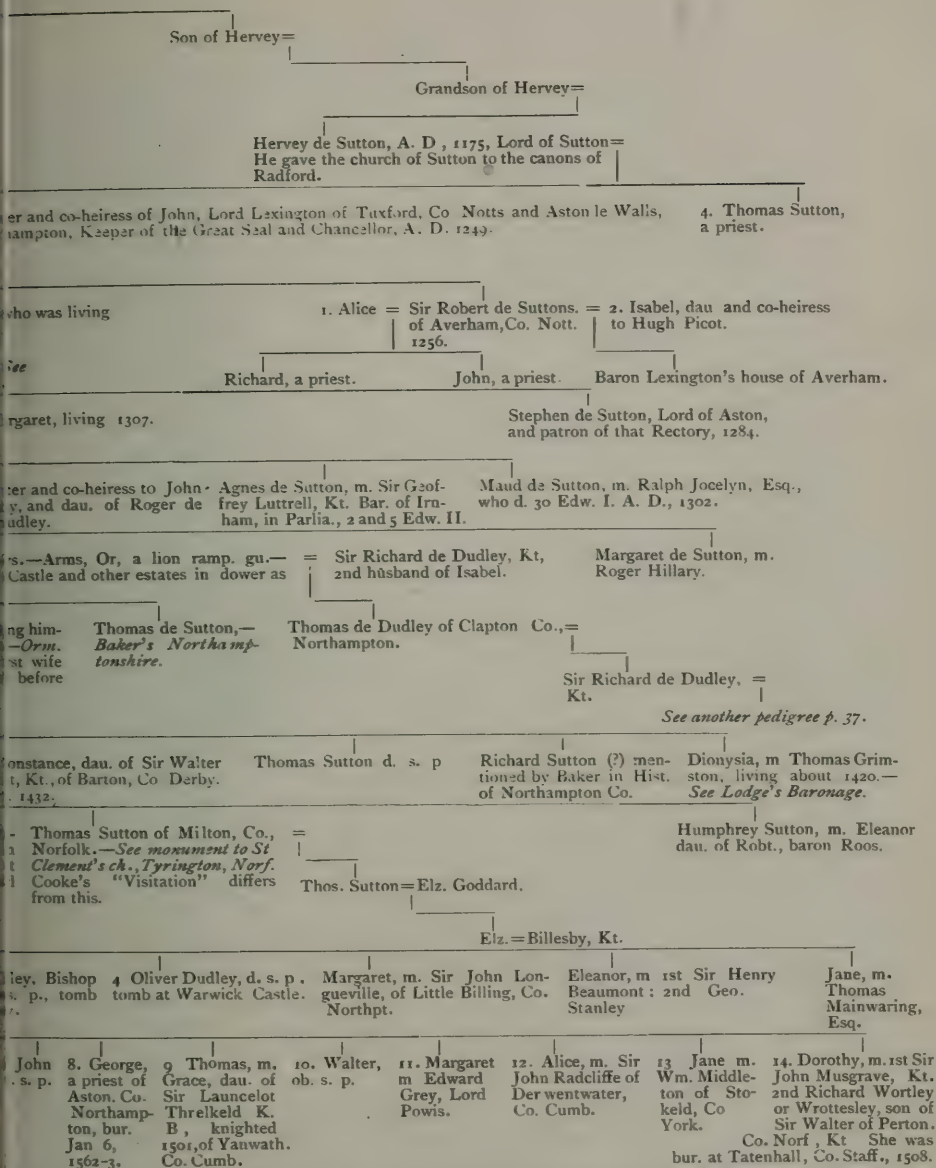 Son of Hervey=
Grandson of Hervey=
Hervey de Sutton, A. D , 1175, Lord of Sutton=
He gave the church of Sutton to the canons of
Radford.
er and co-heiress of John, Lord Lexington of Tuxford, Co Notts and Aston le Walls,
hampton, Keeper of the Great Seal and Chancellor, A. D. 1249.
4. Thomas Sutton,
a priest.
who was living
1. Alice = Sir Robert de Suttons. = 2. Isabel, dau and co-heiress
of Averham,Co. Nott. to Hugh Picot.
1256.
See
Richard, a priest. John, a priest. Baron Lexington's house of Averham.
rgaret, living 1307.
Stephen de Sutton, Lord of Aston,
and patron of that Rectory, 1284.
ter and co-heiress to John
y, and dau. of Roger de
udley.
Agnes de Sutton, m. Sir Geof-
frey Luttrell, Kt. Bar. of Irn-
ham, in Parlia., 2 and 5 Edw. II.
Maud de Sutton, m. Ralph Jocelyn, Esq.,
who d. 30 Edw. I. A. D., 1302.
s.—Arms, Or, a lion ramp. gu.— =
Castle and other estates in dower as
Sir Richard de Dudley, Kt,
2nd husband of Isabel.
Margaret de Sutton, m.
Roger Hillary.
ng him-
—Orm.
st wife
before
Thomas de Sutton,—
Baker's Northamp-
tonshire.
Thomas de Dudley of Clapton Co.,=
Northampton.
Sir Richard de Dudley, =
Kt.
See another pedigree p. 37.
onstance, dau. of Sir Walter
t, Kt.,of Barton, Co Derby.
. 1432.
Thomas Sutton d. s. p
Richard Sutton (?) men-
tioned by Baker in Hist.
of Northampton Co.
Dionysia, m Thomas Grim-
ston, living about 1420.—
See Lodge's Baronage.
Thomas Sutton of Milton, Co., =
Norfolk.—See monument to St
Clement's ch., Tyrington, Norf.
Cooke's "Visitation" differs
from this.
Humphrey Sutton, m. Eleanor
dau. of Robt., baron Roos.
Thos. Sutton=Elz. Goddard.
Elz.=Billesby, Kt.
ley, Bishop
s. p., tomb
4 Oliver Dudley, d. s. p .
tomb at Warwick Castle.
Margaret, m. Sir John Lon-
gueville, of Little Billing, Co.
Northpt.
Eleanor, m 1st Sir Henry
Beaumont : 2nd Geo.
Stanley
Jane, m.
Thomas
Mainwaring,
Esq.
John
. s. p.
8. George,
a priest of
Aston. Co.
Northamp-
ton, bur.
Jan 6,
1562-3.
9 Thomas, m.
Grace, dau. of
Sir Launcelot
Threlkeld K.
B , knighted
1501,of Yanwath.
Co. Cumb.
10. Walter,
ob. s. p.
11. Margaret
m Edward
Grey, Lord
Powis.
12. Alice, m. Sir
John Radcliffe of
Derwentwater,
Co. Cumb.
13 Jane m.
Wm. Middle-
ton of Sto-
keld, Co
York.
14. Dorothy, m. 1st Sir
John Musgrave, Kt.
2nd Richard Wortley
or Wrottesley, son of
Sir Walter of Perton.
Co. Norf , Kt She was
bur. at Tatenhall, Co. Staff., 1508.